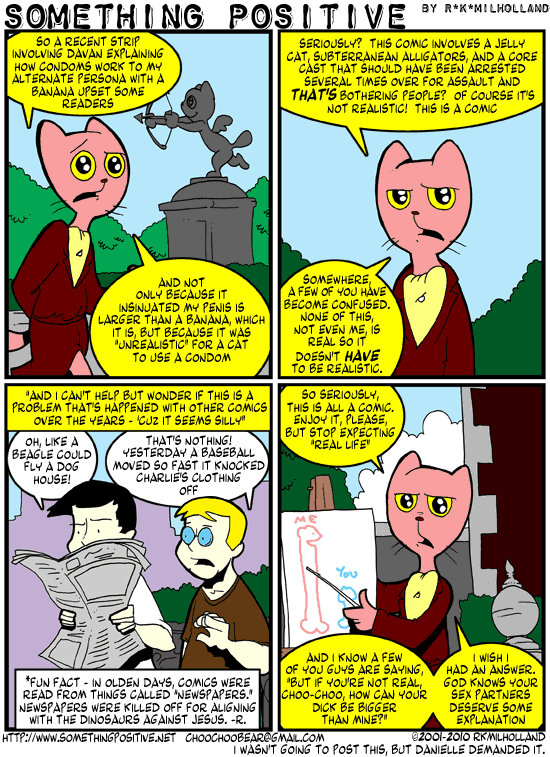 SOMETHING POSITIVE BY R*K*MILHOLLAND
SO A RECENT STRIP
INVOLVING DAVAN EXPLAINING
HOW CONDOMS WORK TO MY
ALTERNATE PERSONA WITH A
BANANA UPSET SOME
READERS
AND NOT
ONLY BECAUSE IT
INSINUATED MY PENIS IS
LARGER THAN A BANANA, WHICH
IT IS, BUT BECAUSE IT WAS
"UNREALISTIC" FOR A CAT
TO USE A CONDOM
SERIOUSLY? THIS COMIC INVOLVES A JELLY
CAT, SUBTERRANEAN ALLIGATORS, AND A CORE
CAST THAT SHOULD HAVE BEEN ARRESTED
SEVERAL TIMES OVER FOR ASSAULT AND
THAT'S BOTHERING PEOPLE? OF COURSE IT'S
NOT REALISTIC! THIS IS A COMIC
SOMEWHERE,
A FEW OF YOU HAVE
BECOME CONFUSED.
NONE OF THIS,
NOT EVEN ME, IS
REAL SO IT
DOESN'T HAVE
TO BE REALISTIC.
"AND I CAN'T HELP BUT WONDER IF THIS IS A
PROBLEM THAT'S HAPPENED WITH OTHER COMICS
OVER THE YEARS - 'CUZ IT SEEMS SILLY"
OH, LIKE A
BEAGLE COULD
FLY A DOG
HOUSE!
THAT'S NOTHING!
YESTERDAY A BASEBALL
MOVED SO FAST IT KNOCKED
CHARLIE'S CLOTHING
OFF
*FUN FACT - IN OLDEN DAYS, COMICS WERE
READ FROM THINGS CALLED "NEWSPAPERS."
NEWSPAPERS WERE KILLED OFF FOR ALIGNING
WITH THE DINOSAURS AGAINST JESUS. -R.
SO SERIOUSLY,
THIS IS ALL A COMIC.
ENJOY IT, PLEASE,
BUT STOP EXPECTING
"REAL LIFE"
ME
YOU
AND I KNOW A FEW
OF YOU GUYS ARE SAYING,
"BUT IF YOU'RE NOT REAL,
CHOO-CHOO, HOW CAN YOUR
DICK BE BIGGER
THAN MINE?"
I WISH I
HAD AN ANSWER.
GOD KNOWS YOUR
SEX PARTNERS
DESERVE SOME
EXPLANATION
HTTP://WWW.SOMETHINGPOSITIVE.NET CHOOCHOOBEAR@GMAIL.COM ©2001-2010 RKMILHOLLAND
I WASN'T GOING TO POST THIS, BUT DANIELLE DEMANDED IT.